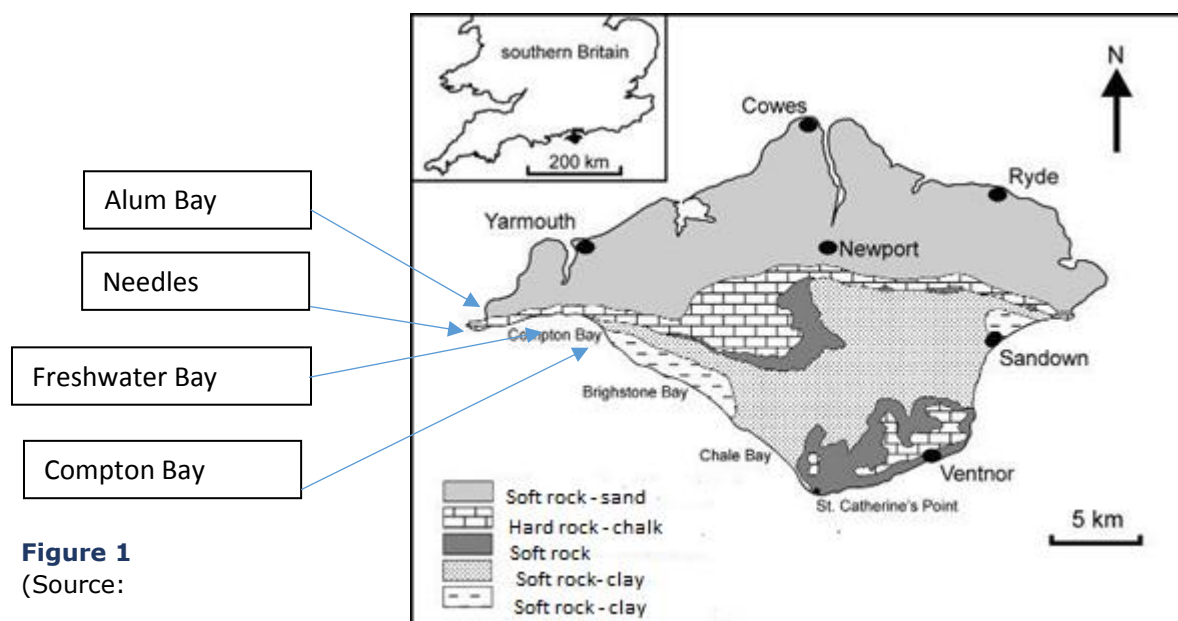 southern Britain
200 km
N
Cowes
Ryde
Yarmouth
Newport
Alum Bay
Needles
Freshwater Bay
Compton Bay
Compton Bay
Brighstone Bay
Sandown
Chale Bay
Ventnor
St. Catherine's Point
5 km
Soft rock-sand
Hard rock-chalk
Soft rock
Soft rock-clay
Soft rock-clay
Figure 1
(Source: